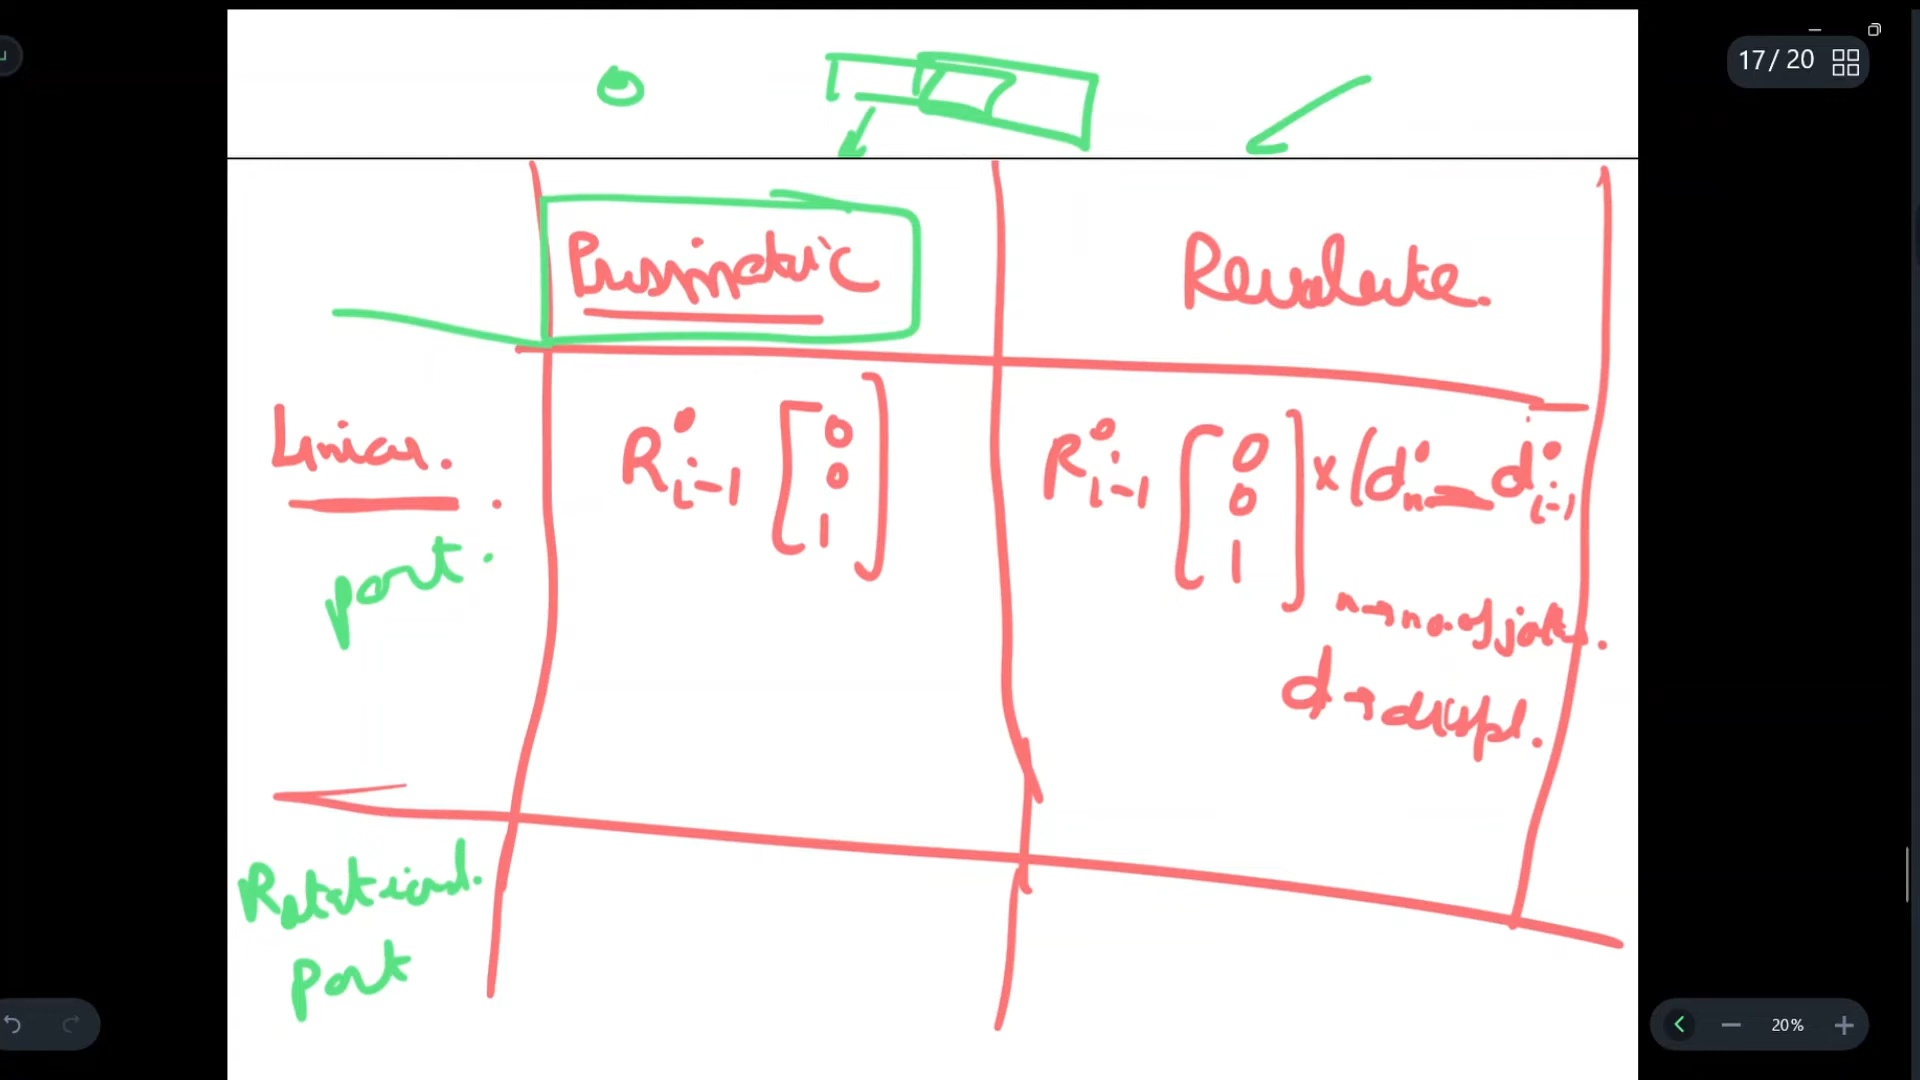 17 / 20
Prismatic
Revolute.
Linear.
part.
R⁰ᵢ₋₁ [0 0 1]
R⁰ᵢ₋₁ [0 0 1] × (d⁰ₙ – d⁰ᵢ₋₁
n → no. of joints.
d → displ.
Rotational.
part
20%